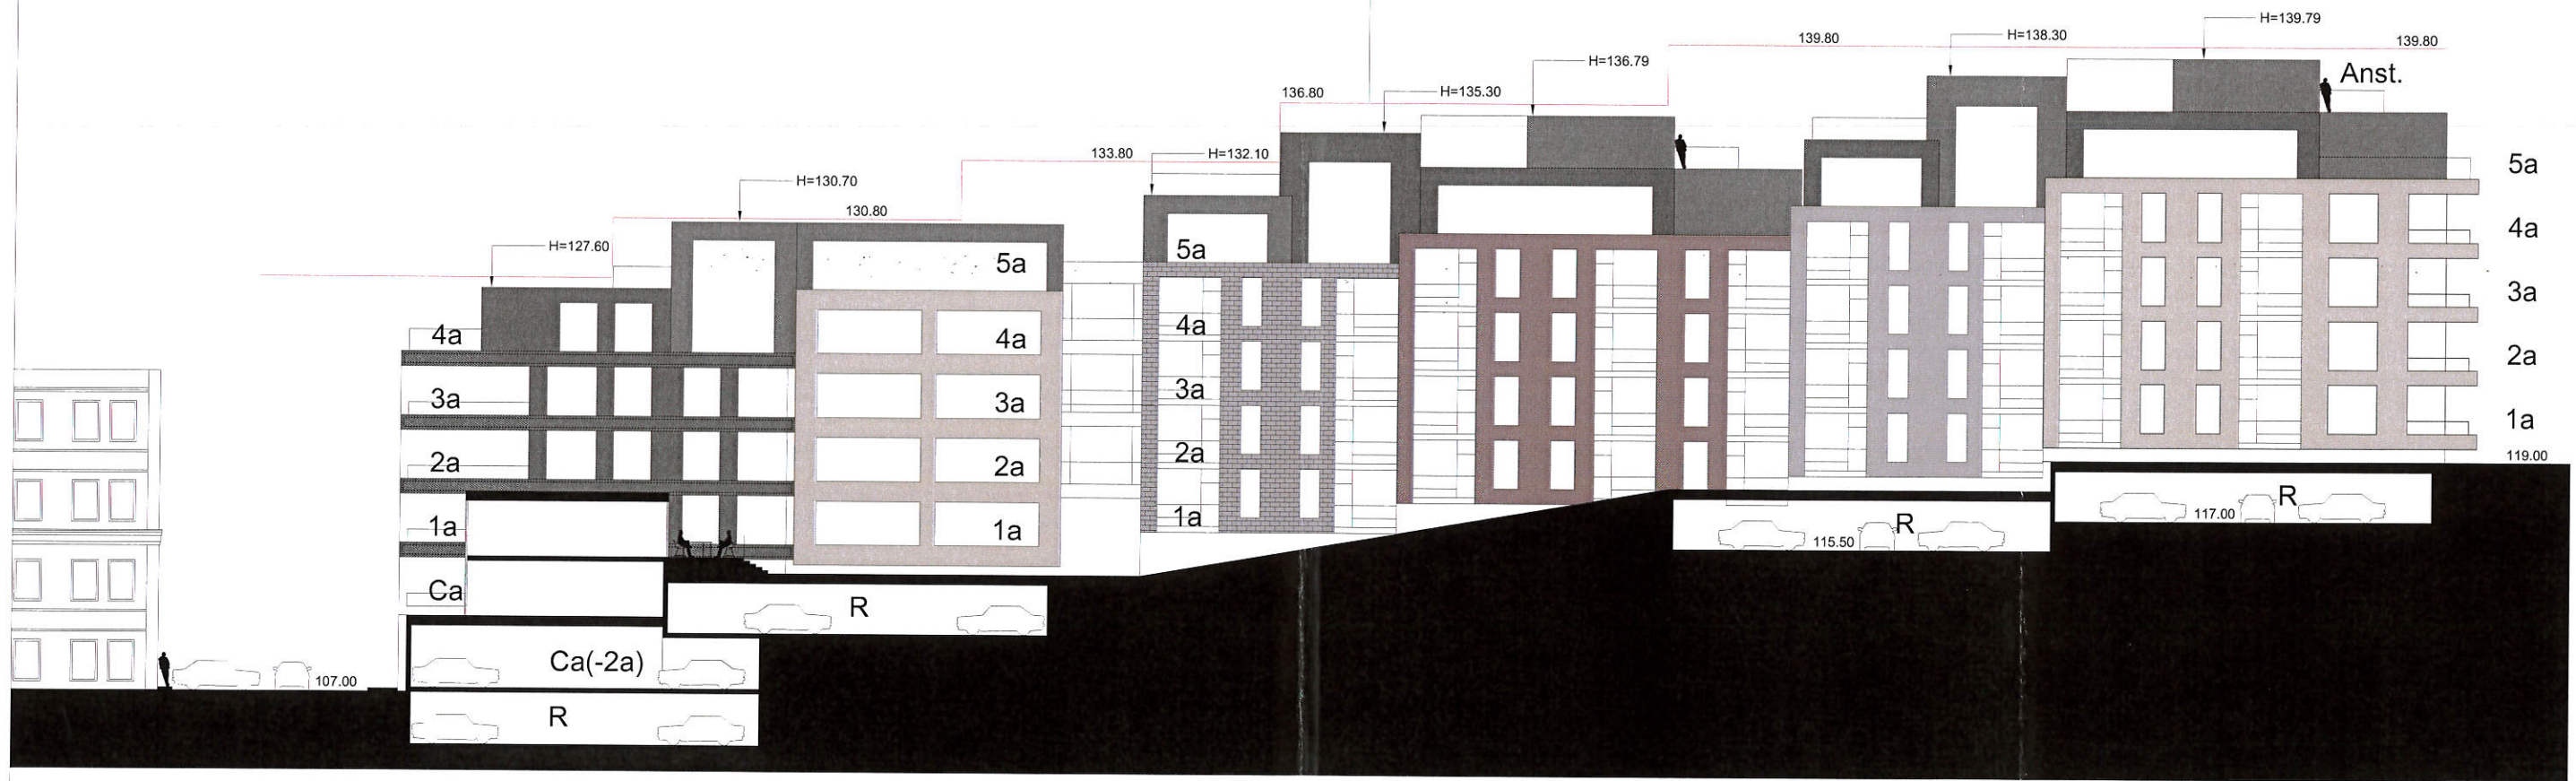 H=139.79
139.80
H=138.30
139.80
H=136.79
Anst.
136.80
H=135.30
133.80
H=132.10
H=130.70
130.80
H=127.60
5a
4a
3a
2a
1a
119.00
5a
4a
3a
2a
1a
5a
4a
3a
2a
1a
4a
3a
2a
1a
Ca
R
117.00
R
115.50
R
Ca(-2a)
107.00
R